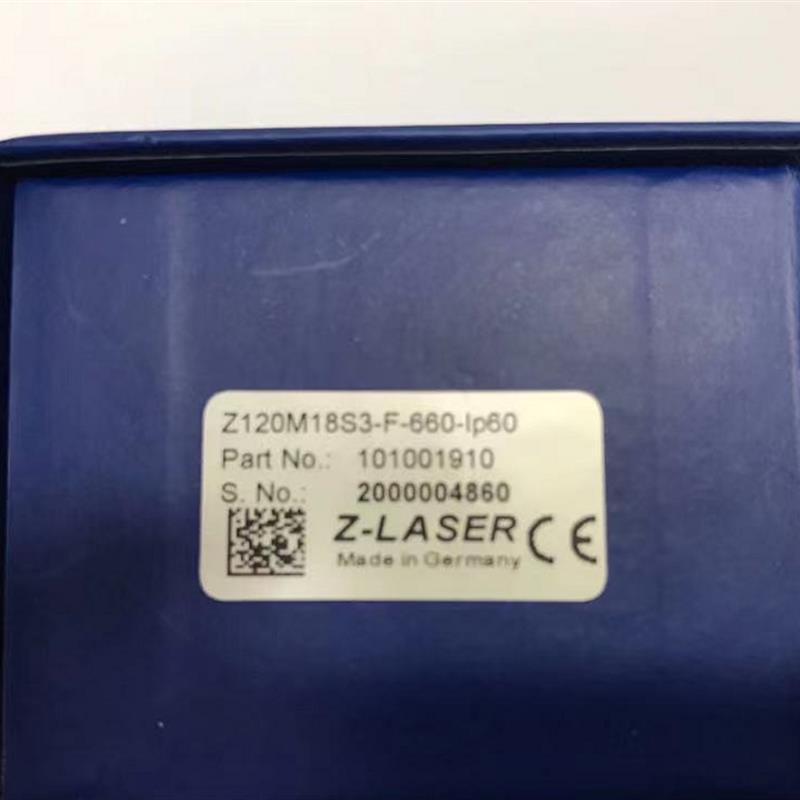 Z120M18S3-F-660-lp60
Part No.: 101001910
S. No.: 2000004860
Z-LASER CE
Made in Germany